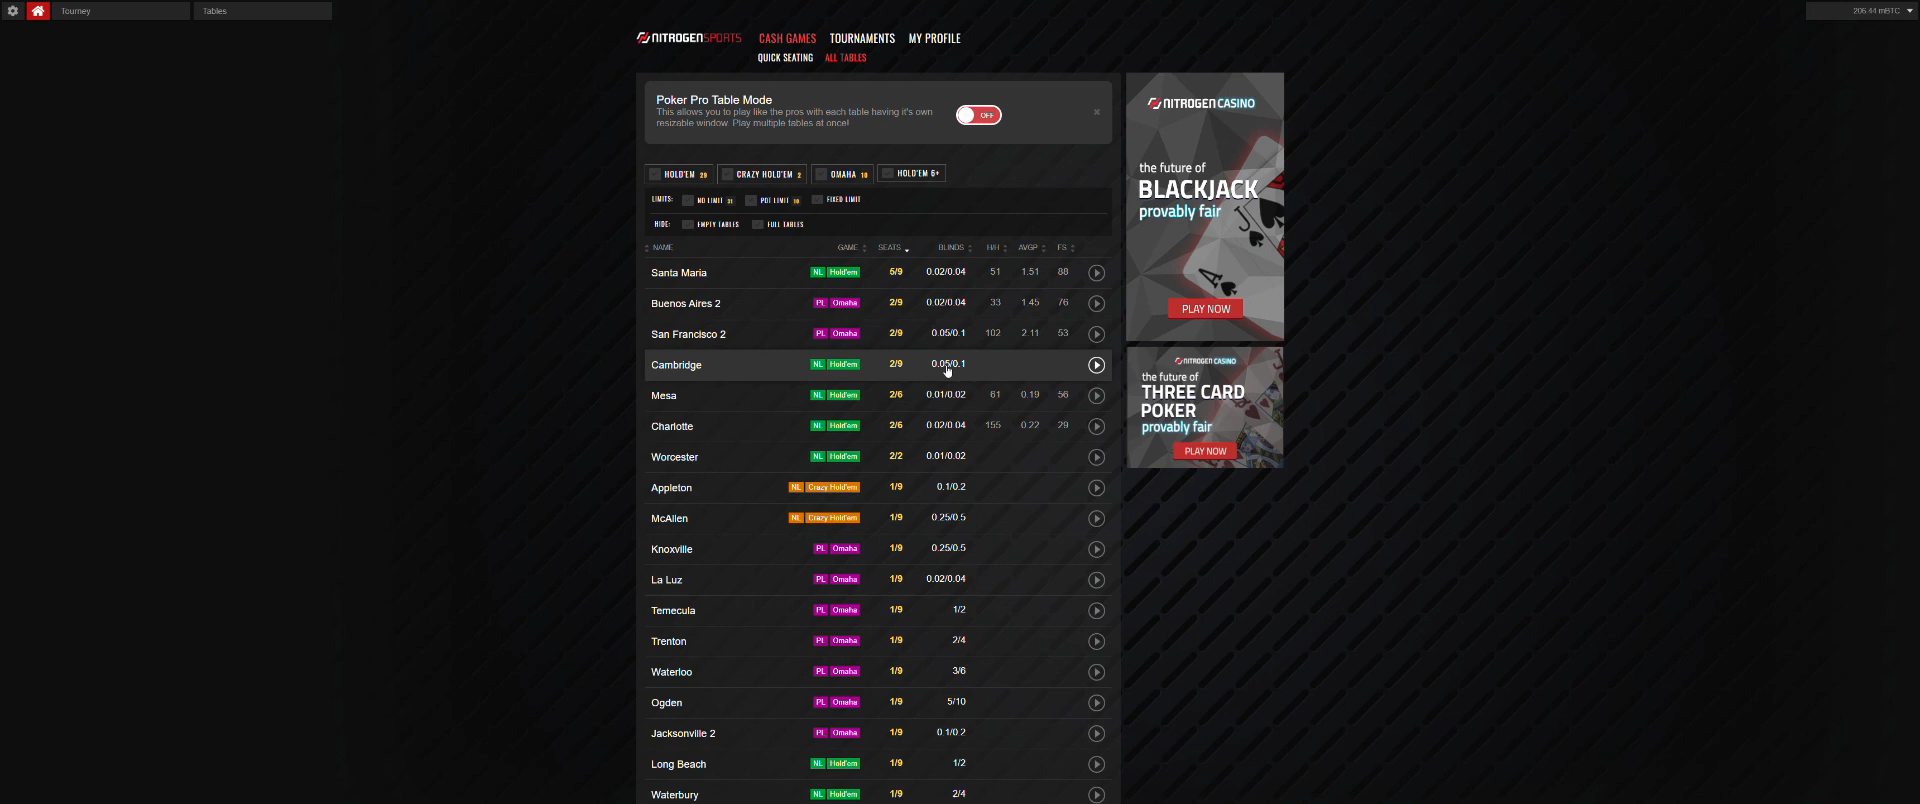 Tourney
Tables
206.44 mBTC
NITROGENSPORTS
CASH GAMES
TOURNAMENTS
MY PROFILE
QUICK SEATING
ALL TABLES
Poker Pro Table Mode
This allows you to play like the pros with each table having it's own
resizable window. Play multiple tables at once!
OFF
HOLD'EM 29
CRAZY HOLD'EM 2
OMAHA 10
HOLD'EM 6+
LIMITS: NO LIMIT 31 POT LIMIT 10 FIXED LIMIT
HIDE: EMPTY TABLES FULL TABLES
NAME GAME SEATS BLINDS H/H AVGP FS
Santa Maria NL Hold'em 5/9 0.02/0.04 51 1.51 88
Buenos Aires 2 PL Omaha 2/9 0.02/0.04 33 1.45 76
San Francisco 2 PL Omaha 2/9 0.05/0.1 102 2.11 53
Cambridge NL Hold'em 2/9 0.05/0.1
Mesa NL Hold'em 2/6 0.01/0.02 61 0.19 56
Charlotte NL Hold'em 2/6 0.02/0.04 155 0.22 29
Worcester NL Hold'em 2/2 0.01/0.02
Appleton NL Crazy Hold'em 1/9 0.1/0.2
McAllen NL Crazy Hold'em 1/9 0.25/0.5
Knoxville PL Omaha 1/9 0.25/0.5
La Luz PL Omaha 1/9 0.02/0.04
Temecula PL Omaha 1/9 1/2
Trenton PL Omaha 1/9 2/4
Waterloo PL Omaha 1/9 3/6
Ogden PL Omaha 1/9 5/10
Jacksonville 2 PL Omaha 1/9 0.1/0.2
Long Beach NL Hold'em 1/9 1/2
Waterbury NL Hold'em 1/9 2/4
NITROGEN CASINO
the future of
BLACKJACK
provably fair
J
A
PLAY NOW
NITROGEN CASINO
the future of
THREE CARD
POKER
provably fair
PLAY NOW